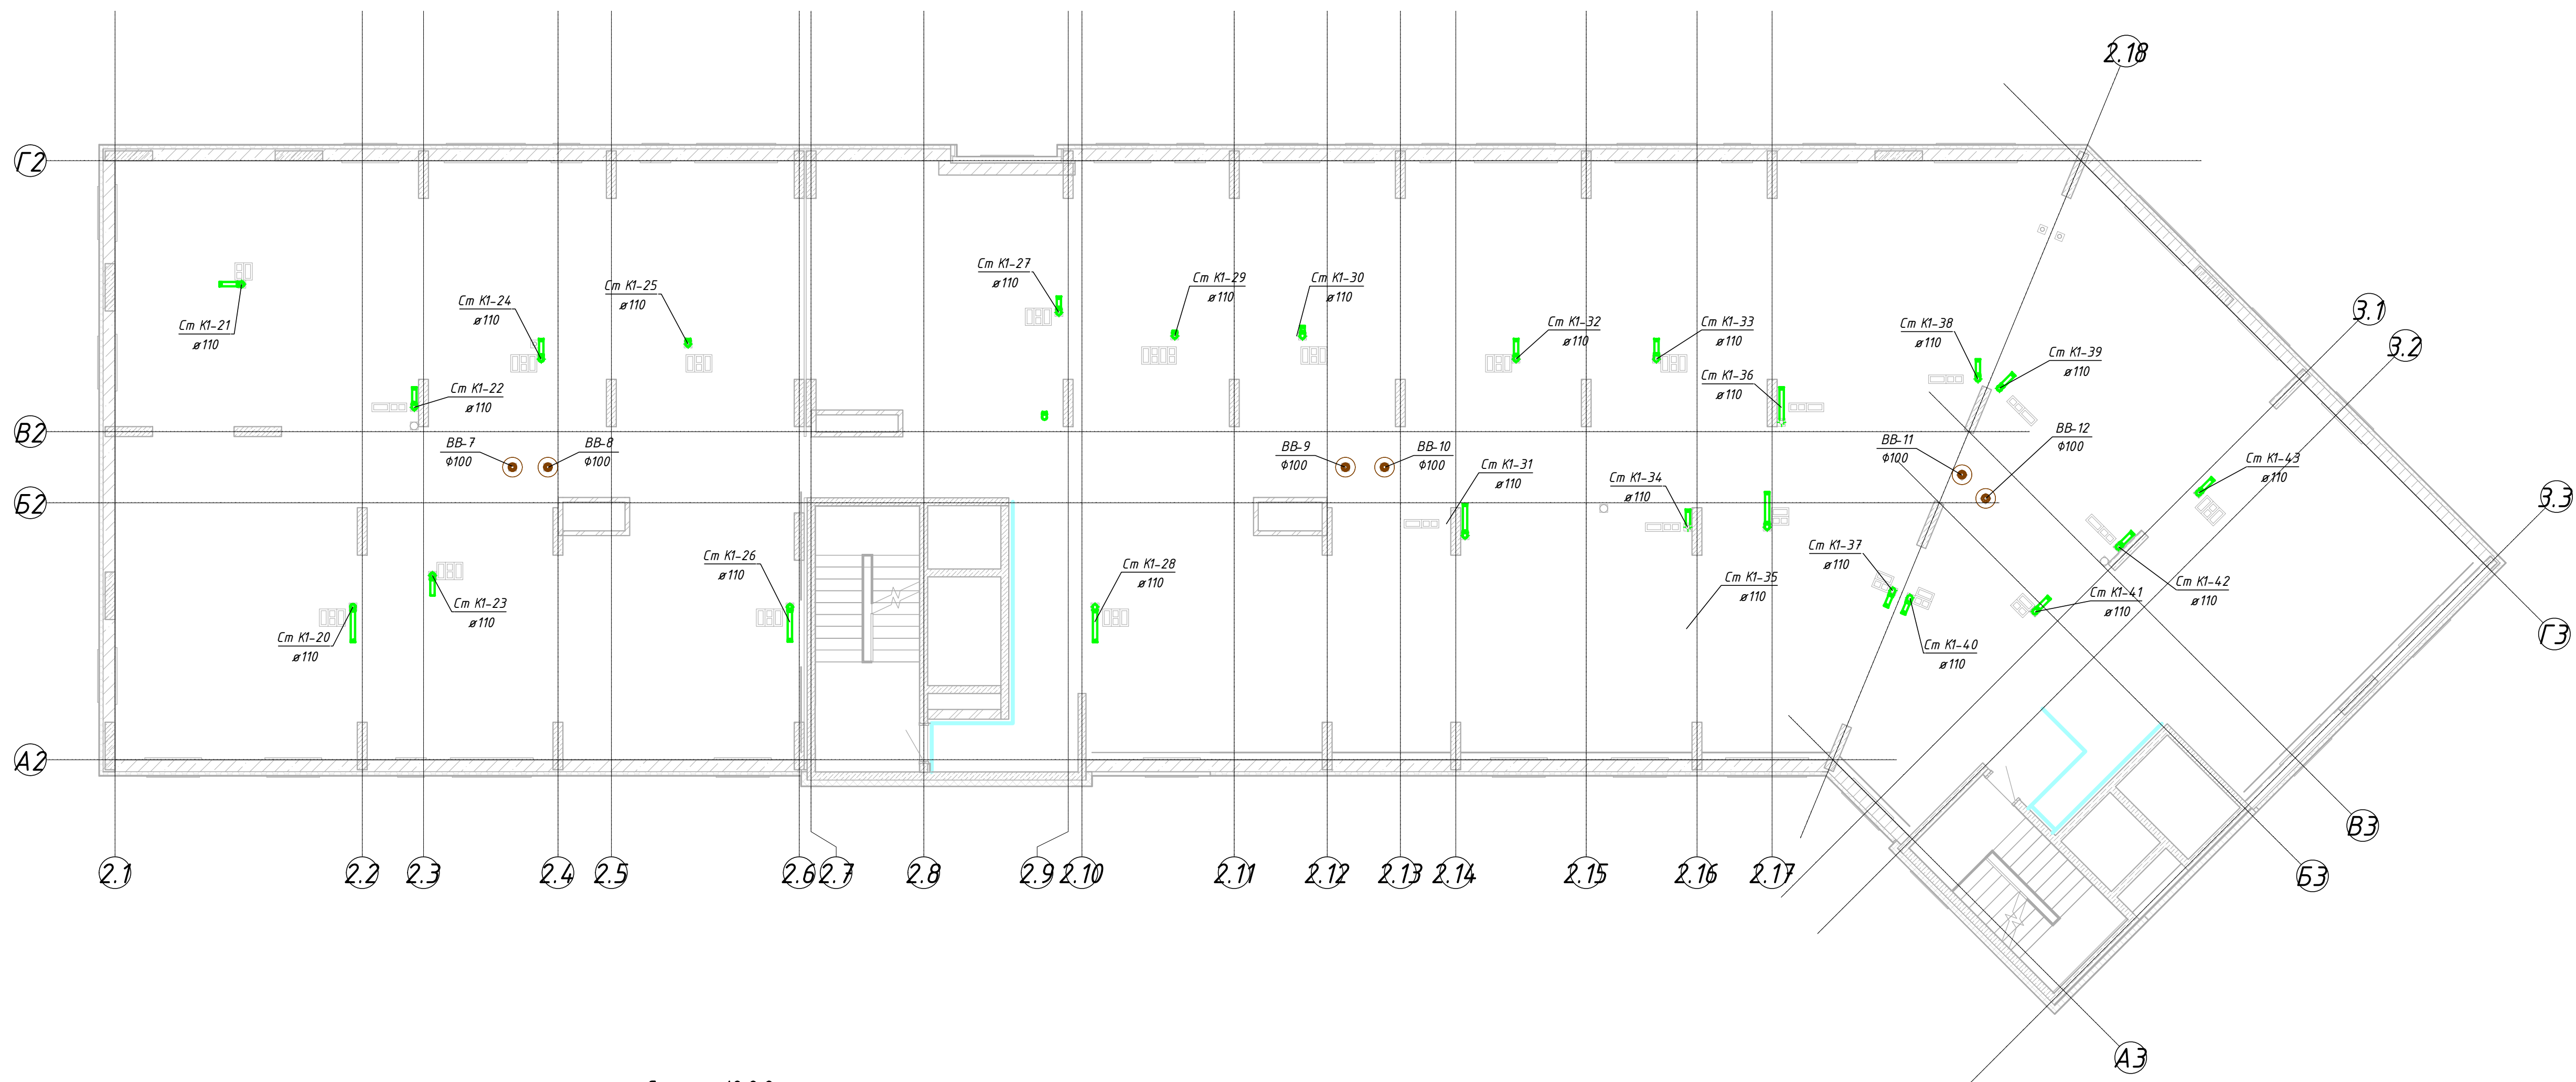 2.18
Г2
Ст К1-27
ø110
Ст К1-29
ø110
Ст К1-30
ø110
Ст К1-25
ø110
Ст К1-24
ø110
Ст К1-21
ø110
Ст К1-32
ø110
Ст К1-33
ø110
Ст К1-38
ø110
3.1
3.2
Ст К1-39
ø110
Ст К1-36
ø110
Ст К1-22
ø110
В2
ВВ-7
Ф100
ВВ-8
Ф100
ВВ-9
Ф100
ВВ-10
Ф100
ВВ-11
Ф100
ВВ-12
Ф100
Ст К1-31
ø110
Ст К1-34
ø110
Ст К1-43
ø110
3.3
Б2
Ст К1-37
ø110
Ст К1-26
ø110
Ст К1-28
ø110
Ст К1-35
ø110
Ст К1-42
ø110
Ст К1-41
ø110
Ст К1-23
ø110
Ст К1-20
ø110
Ст К1-40
ø110
Г3
А2
В3
2.1
2.2
2.3
2.4
2.5
2.6
2.7
2.8
2.9
2.10
2.11
2.12
2.13
2.14
2.15
2.16
2.17
Б3
А3